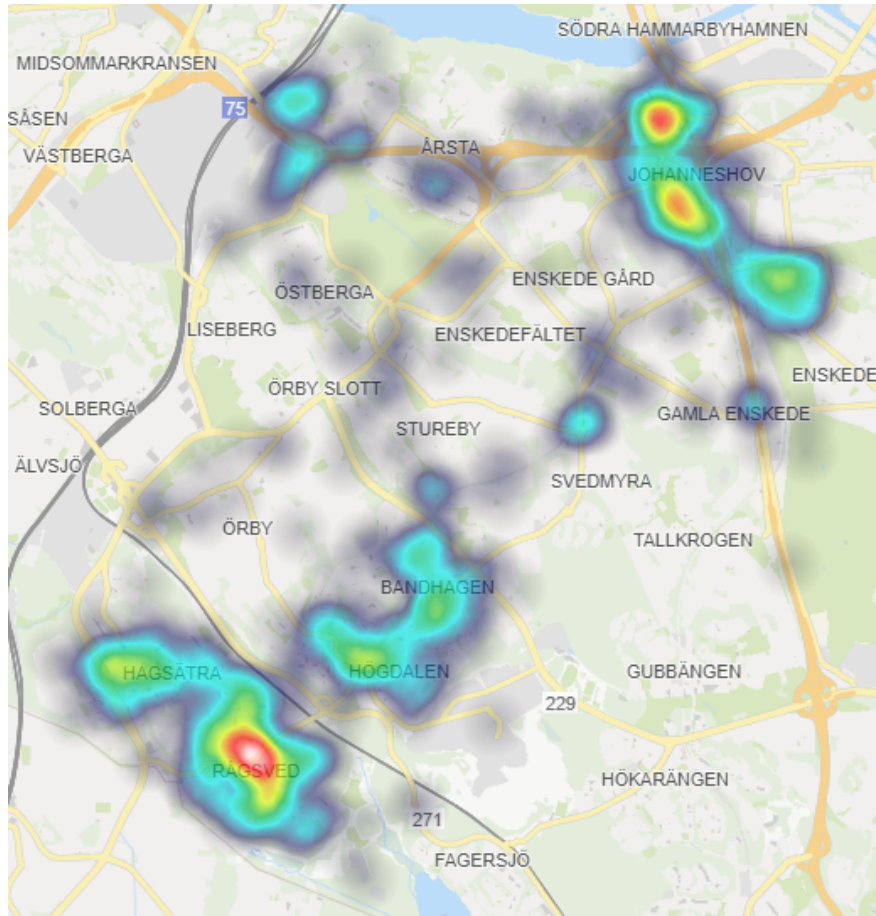 SÖDRA HAMMARBYHAMNEN
MIDSOMMARKRANSEN
75
SÅSEN
VÄSTBERGA
ÅRSTA
JOHANNESHOV
ENSKEDE GÅRD
ÖSTBERGA
LISEBERG
ENSKEDEFÄLTET
ENSKEDE
ÖRBY SLOTT
SOLBERGA
GAMLA ENSKEDE
STUREBY
ÄLVSJÖ
SVEDMYRA
ÖRBY
TALLKROGEN
BANDHAGEN
HAGSÄTRA
HÖGDALEN
GUBBÄNGEN
229
RÅGSVED
HÖKARÄNGEN
271
FAGERSJÖ